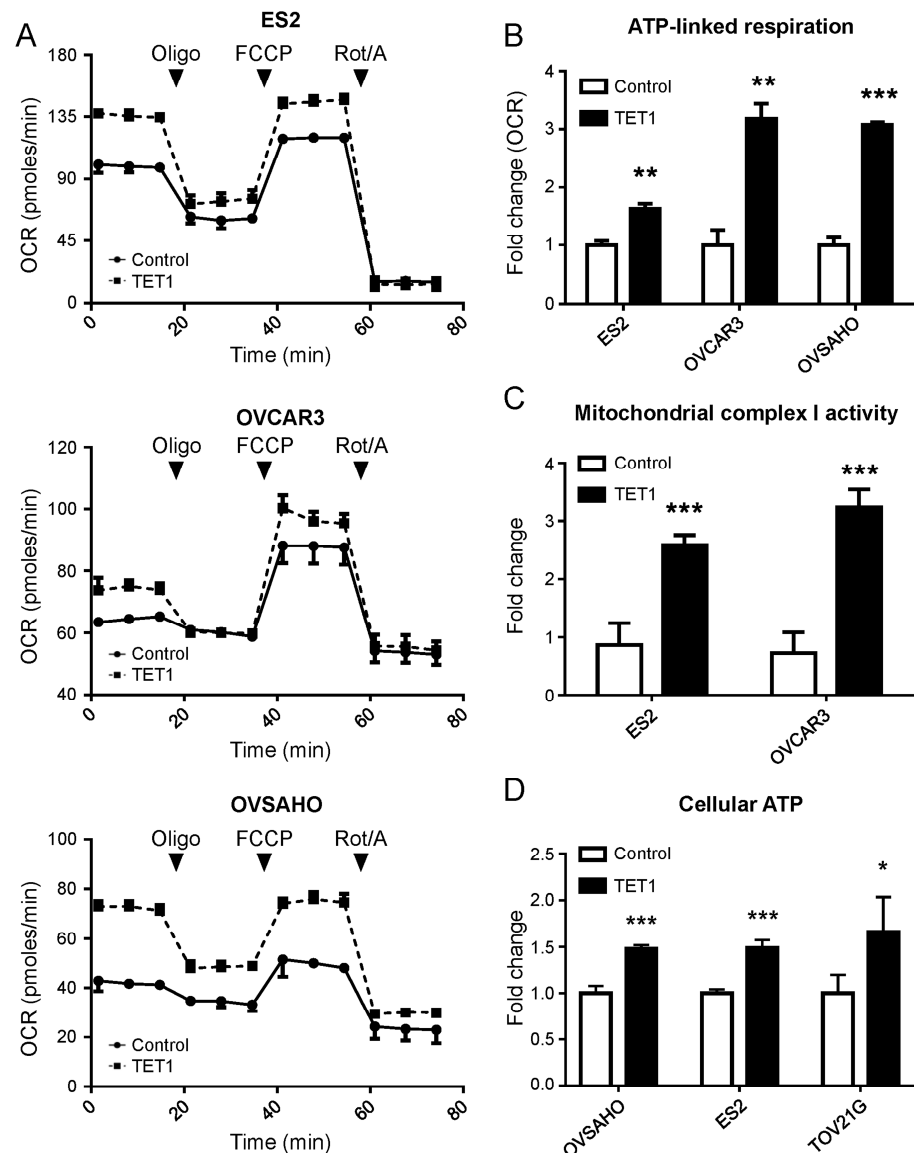 A
ES2
Oligo FCCP Rot/A
180
135
90
45
0
OCR (pmoles/min)
Control
TET1
0 20 40 60 80
Time (min)
OVCAR3
Oligo FCCP Rot/A
120
100
80
60
40
OCR (pmoles/min)
Control
TET1
0 20 40 60 80
Time (min)
OVSAHO
Oligo FCCP Rot/A
100
80
60
40
20
0
OCR (pmoles/min)
Control
TET1
0 20 40 60 80
Time (min)
B
ATP-linked respiration
Control
TET1
4
3
2
1
0
Fold change (OCR)
** ** ***
ES2 OVCAR3 OVSAHO
C
Mitochondrial complex I activity
Control
TET1
4
3
2
1
0
Fold change
*** ***
ES2 OVCAR3
D
Cellular ATP
Control
TET1
2.5
2.0
1.5
1.0
0.0
Fold change
*** *** *
OVSAHO ES2 TOV21G